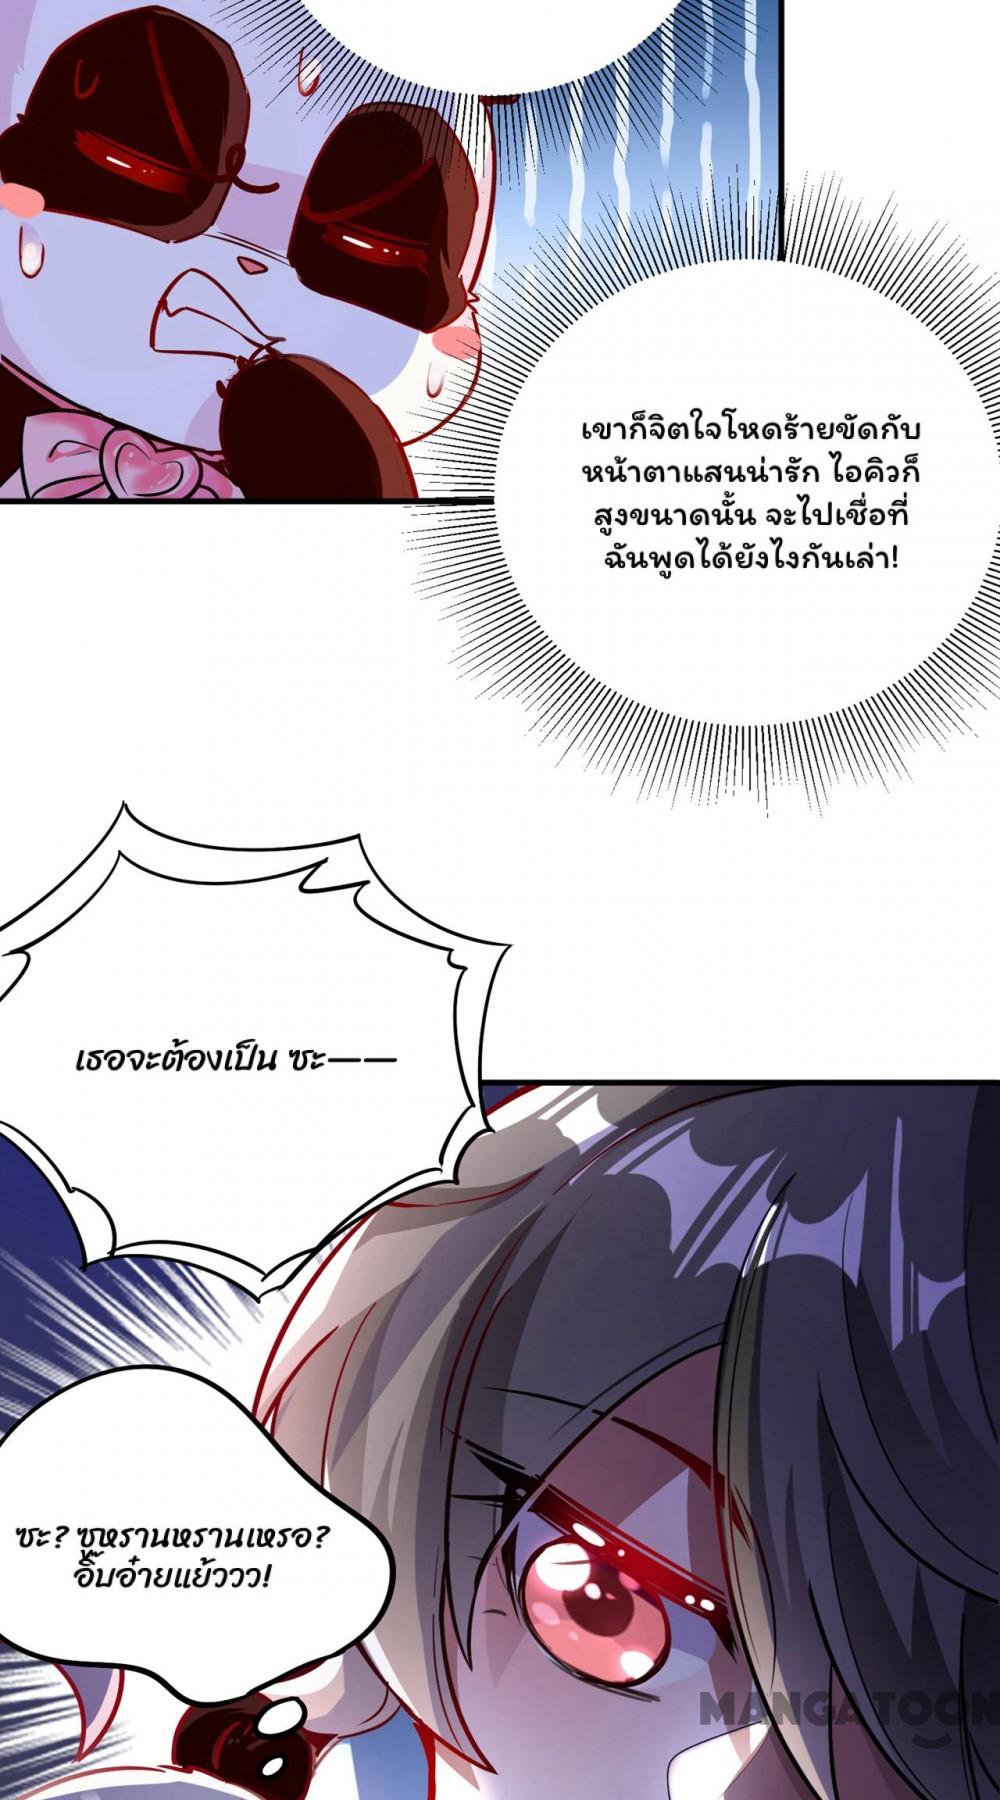 เขาก็จิตใจโหดร้ายขัดกับ
หน้าตาแสนน่ารัก ไอคิวก็
สูงขนาดนั้น จะไปเชื่อที่
ฉันพูดได้ยังไงกันเล่า!
เธอจะต้องเป็น ซะ——
ซะ? ซูหรานหรานเหรอ?
อิ๊บอ๋ายแย้ววว!
MANGATOON